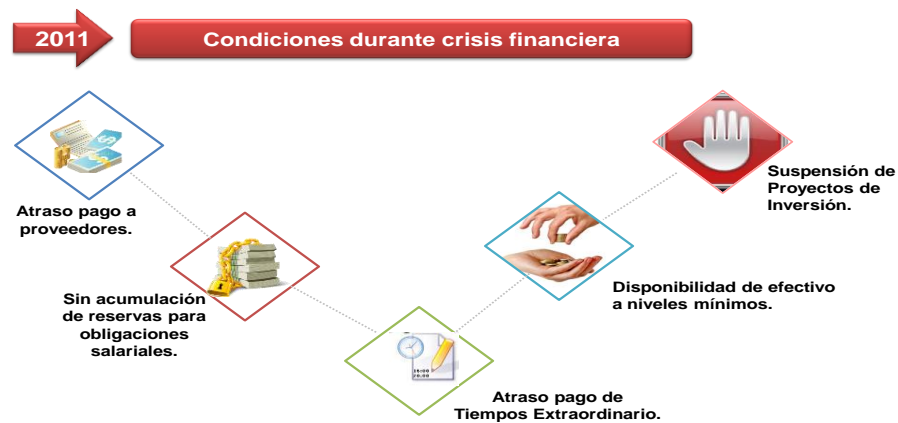 2011
Condiciones durante crisis financiera
Atraso pago a
proveedores.
Sin acumulación
de reservas para
obligaciones
salariales.
Atraso pago de
Tiempos Extraordinario.
Disponibilidad de efectivo
a niveles mínimos.
Suspensión de
Proyectos de
Inversión.